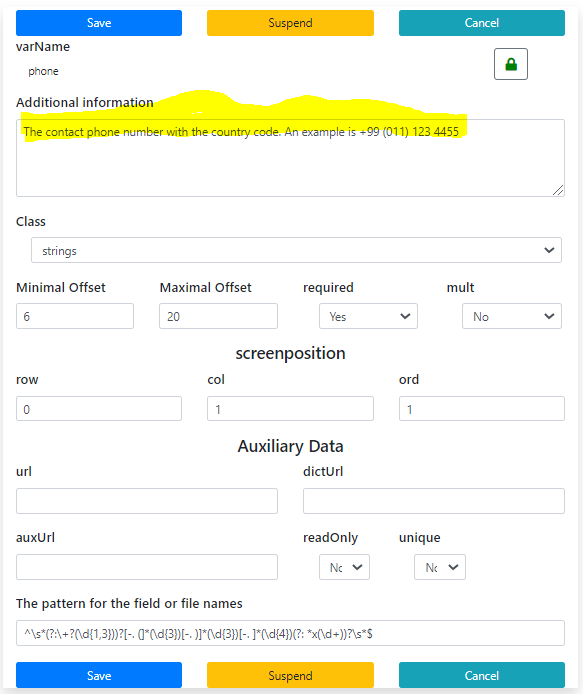 Save Suspend Cancel
varName
phone
Additional information
The contact phone number with the country code. An example is +99 (011) 123 4455
Class
strings
Minimal Offset Maximal Offset required mult
6 20 Yes No
screenposition
row col ord
0 1 1
Auxiliary Data
url dictUrl
auxUrl readOnly unique
No No
The pattern for the field or file names
^\s*(?:\+?(\d{1,3}))?[-. (]*(\d{3})[-. )]*(\d{3})[-. ]*(\d{4})(?: *x(\d+))?\s*$
Save Suspend Cancel